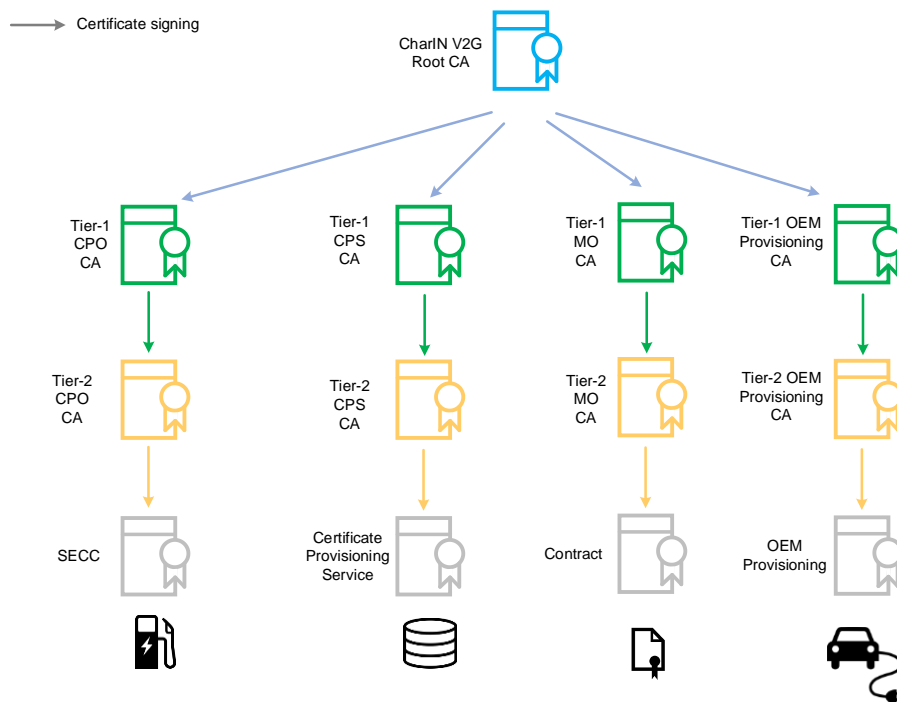 Certificate signing
CharIN V2G
Root CA
Tier-1
CPO
CA
Tier-1
CPS
CA
Tier-1
MO
CA
Tier-1 OEM
Provisioning
CA
Tier-2
CPO
CA
Tier-2
CPS
CA
Tier-2
MO
CA
Tier-2 OEM
Provisioning
CA
SECC
Certificate
Provisioning
Service
Contract
OEM
Provisioning